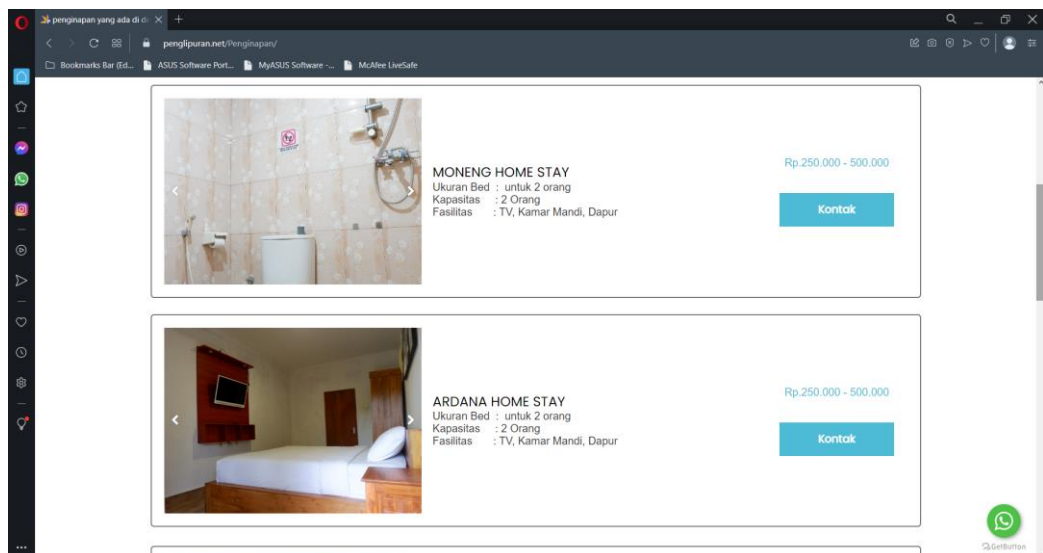 penginapan yang ada di de
penglipuran.net/Penginapan/
Bookmarks Bar (Ed... ASUS Software Port... MyASUS Software -... McAfee LiveSafe
MONENG HOME STAY
Ukuran Bed : untuk 2 orang
Kapasitas : 2 Orang
Fasilitas : TV, Kamar Mandi, Dapur
Rp.250.000 - 500.000
Kontak
ARDANA HOME STAY
Ukuran Bed : untuk 2 orang
Kapasitas : 2 Orang
Fasilitas : TV, Kamar Mandi, Dapur
Rp.250.000 - 500.000
Kontak
GetButton